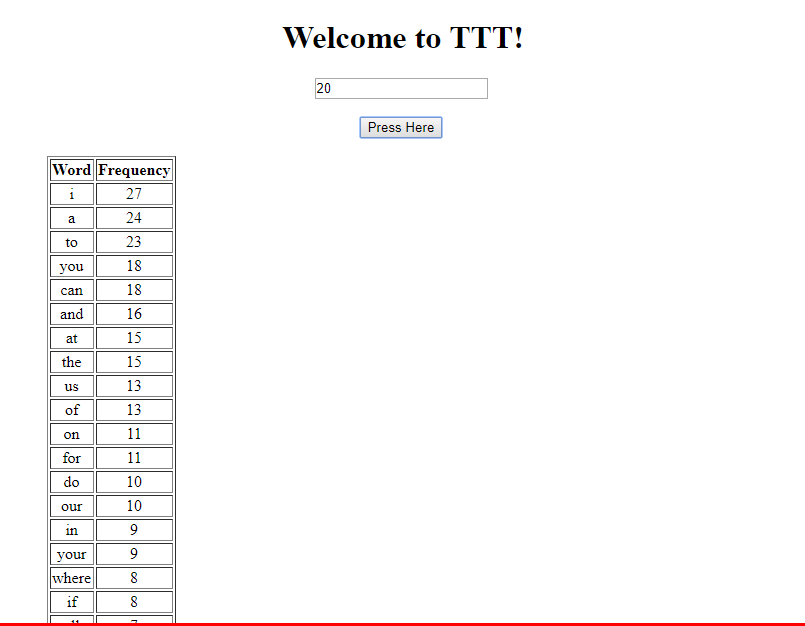 Welcome to TTT!
20
Press Here
Word Frequency
i 27
a 24
to 23
you 18
can 18
and 16
at 15
the 15
us 13
of 13
on 11
for 11
do 10
our 10
in 9
your 9
where 8
if 8